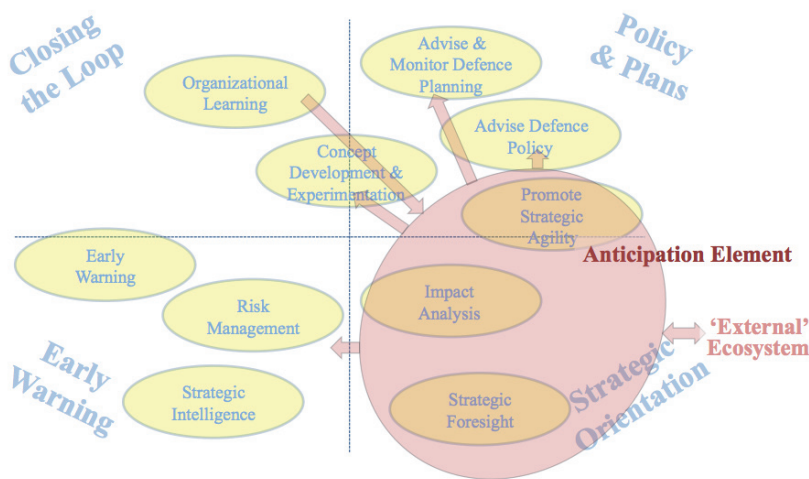 Closing
the Loop
Organizational
Learning
Advise &
Monitor Defence
Planning
Policy
& Plans
Advise Defence
Policy
Concept
Development &
Experimentation
Promote
Strategic
Agility
Anticipation Element
Early
Warning
Risk
Management
Impact
Analysis
'External'
Ecosystem
Early
Warning
Strategic
Intelligence
Strategic
Foresight
Strategic
Orientation